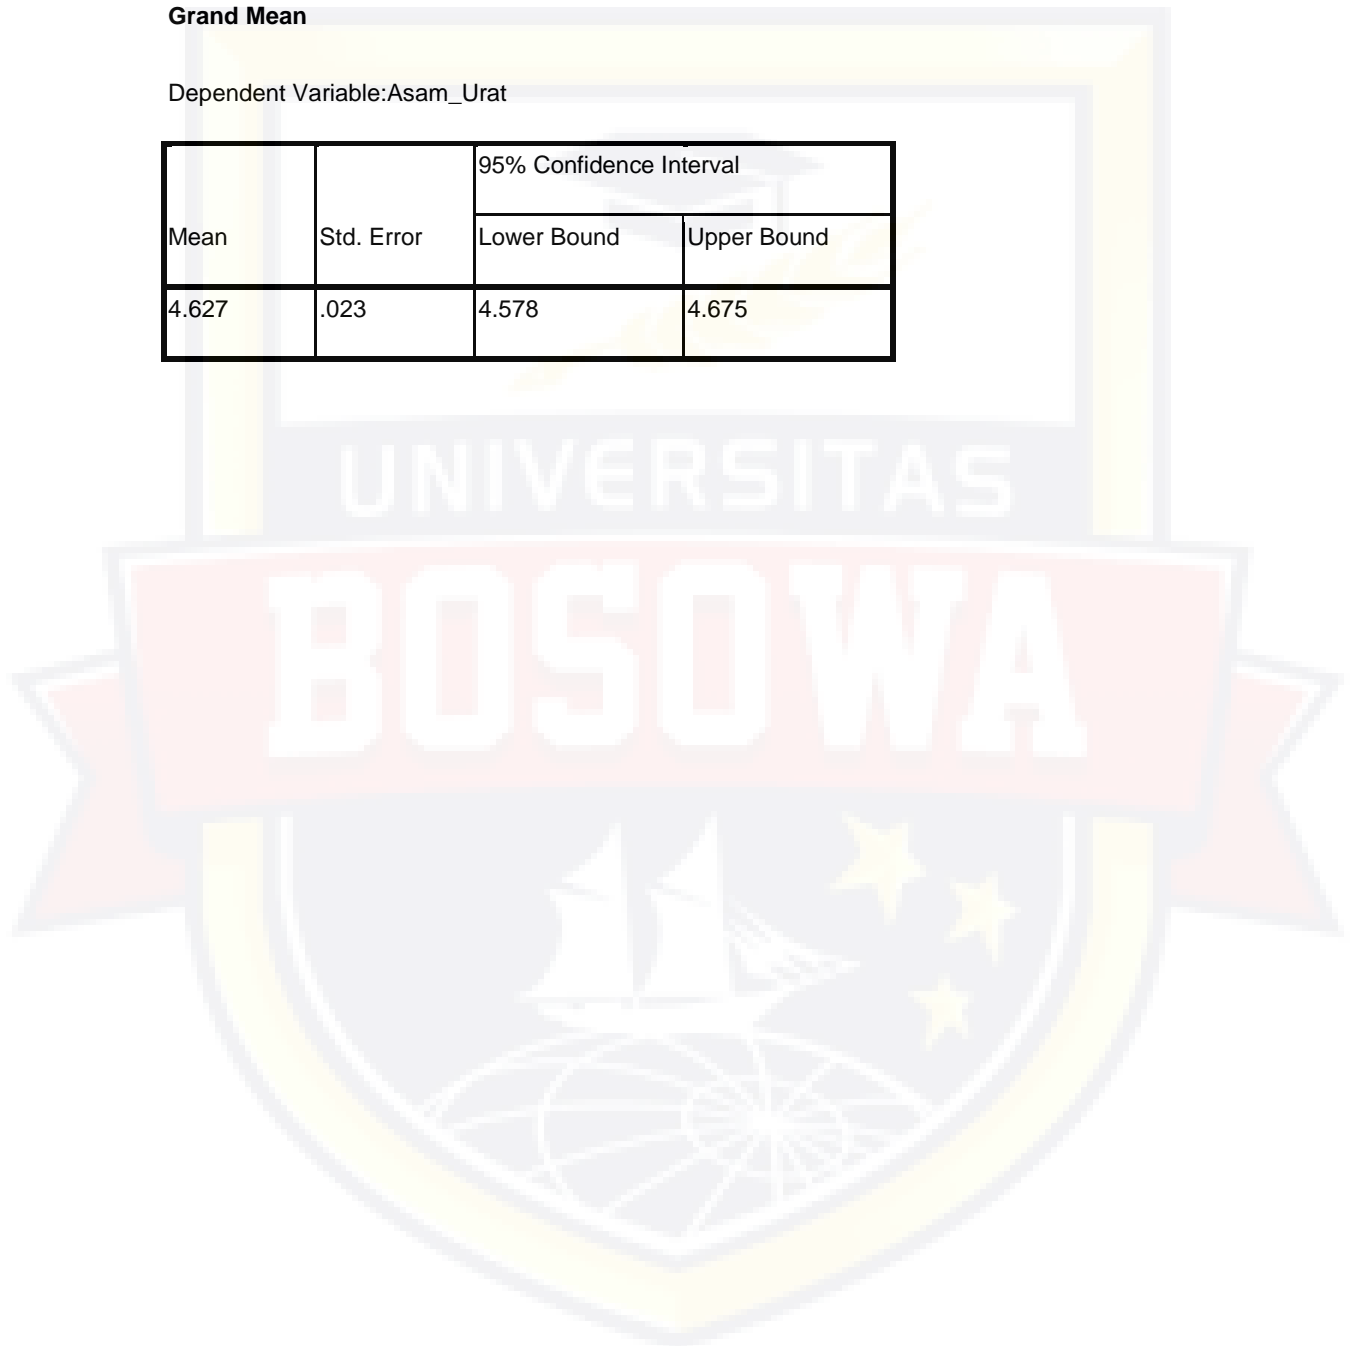 Grand Mean
Dependent Variable:Asam_Urat
95% Confidence Interval
Mean Std. Error Lower Bound Upper Bound
4.627 .023 4.578 4.675
UNIVERSITAS
BOSOWA